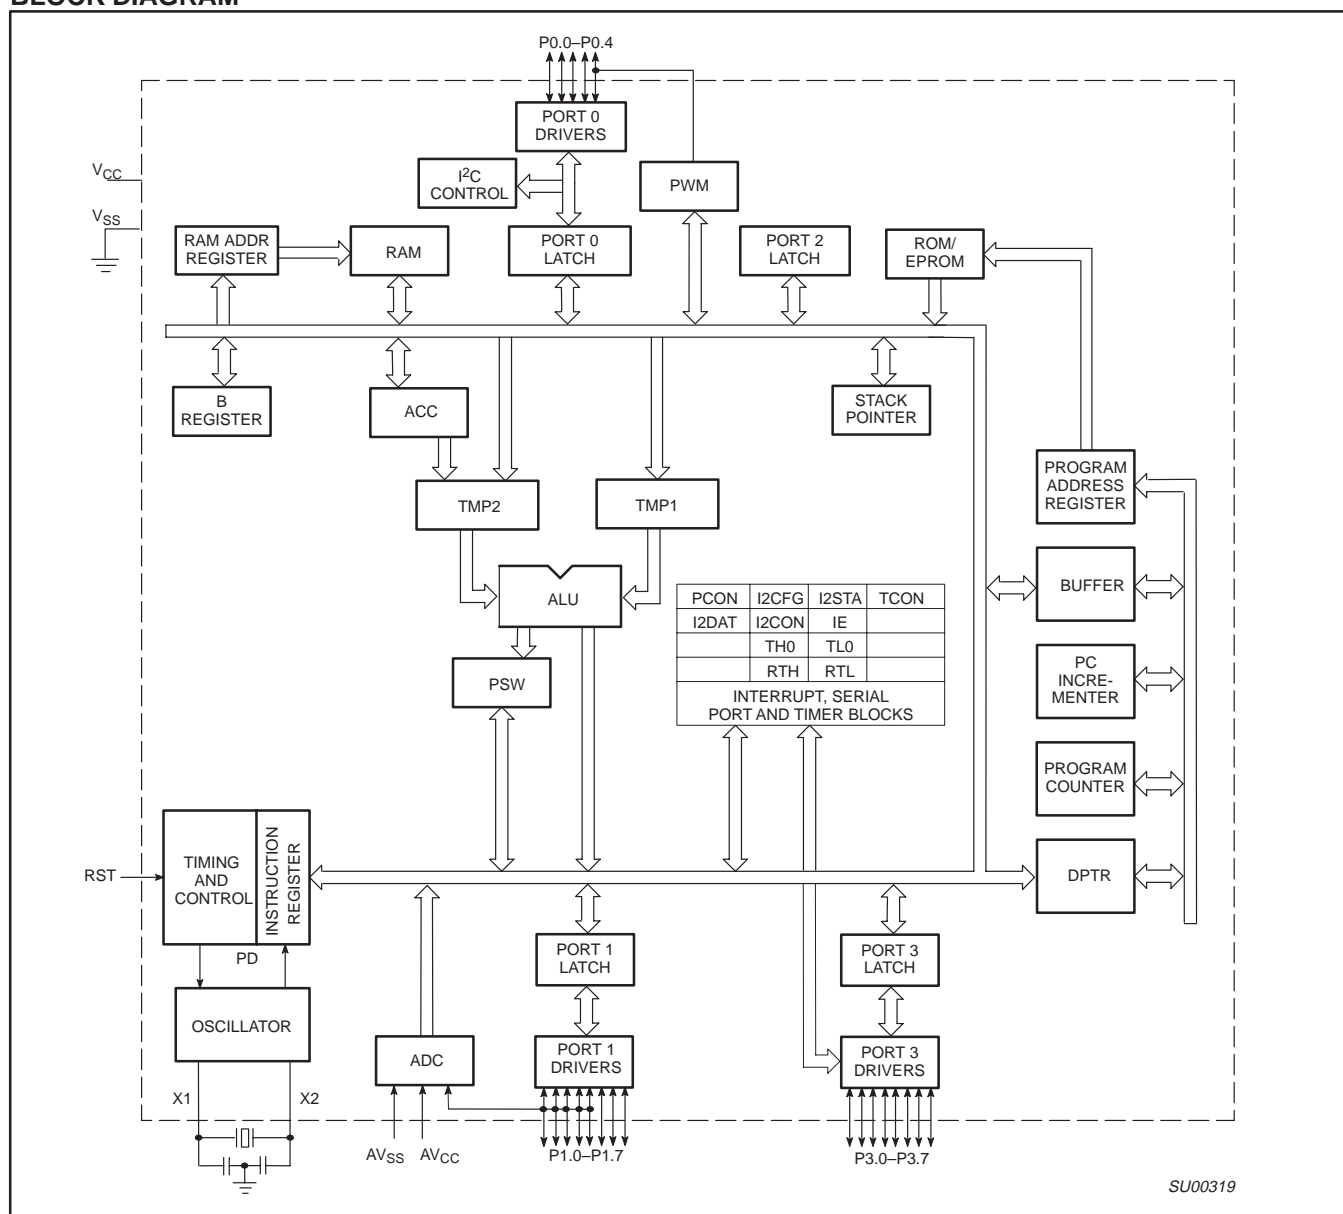 BLOCK DIAGRAM
P0.0–P0.4
PORT 0
DRIVERS
VCC
I2C
CONTROL
PWM
VSS
RAM ADDR
REGISTER
RAM
PORT 0
LATCH
PORT 2
LATCH
ROM/
EPROM
B
REGISTER
ACC
STACK
POINTER
PROGRAM
ADDRESS
REGISTER
TMP2
TMP1
ALU
BUFFER
PCON I2CFG I2STA TCON
I2DAT I2CON IE
TH0 TL0
RTH RTL
INTERRUPT, SERIAL
PORT AND TIMER BLOCKS
PSW
PC
INCRE-
MENTER
PROGRAM
COUNTER
RST
TIMING
AND
CONTROL
INSTRUCTION
REGISTER
DPTR
PD
PORT 1
LATCH
PORT 3
LATCH
OSCILLATOR
ADC
PORT 1
DRIVERS
PORT 3
DRIVERS
X1
X2
AVSS
AVCC
P1.0–P1.7
P3.0–P3.7
SU00319